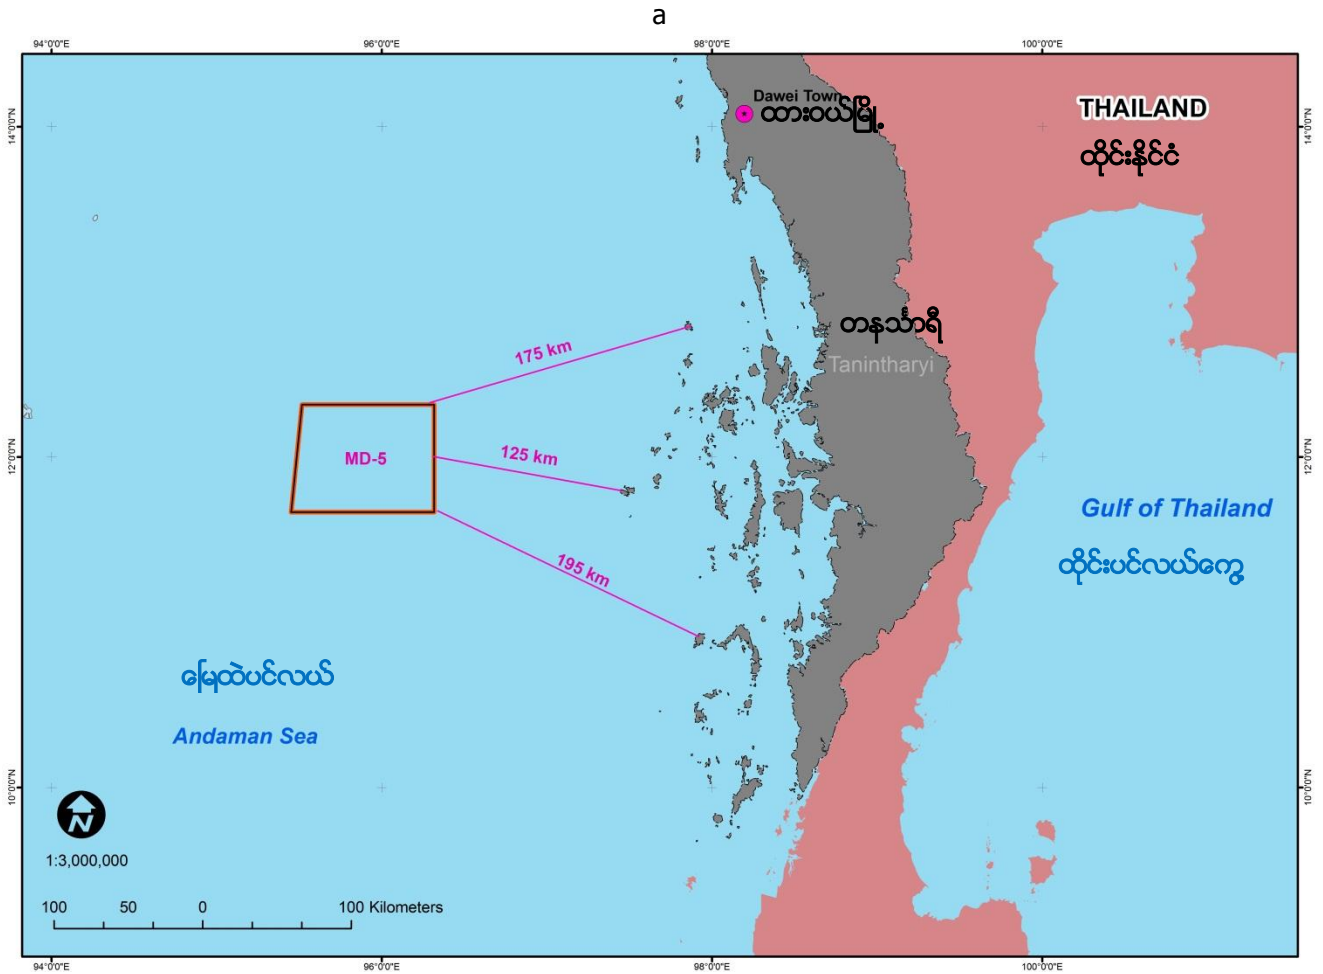 a
94°0'0"E 96°0'0"E 98°0'0"E 100°0'0"E
Dawei Town
ထားဝယ်မြို့
THAILAND
ထိုင်းနိုင်ငံ
14°0'0"N 14°0'0"N
တနင်္သာရီ
Tanintharyi
175 km
MD-5
125 km
12°0'0"N 12°0'0"N
Gulf of Thailand
ထိုင်းပင်လယ်ကွေ့
195 km
မြေထဲပင်လယ်
Andaman Sea
10°0'0"N 10°0'0"N
N
1:3,000,000
100 50 0 100 Kilometers
94°0'0"E 96°0'0"E 98°0'0"E 100°0'0"E